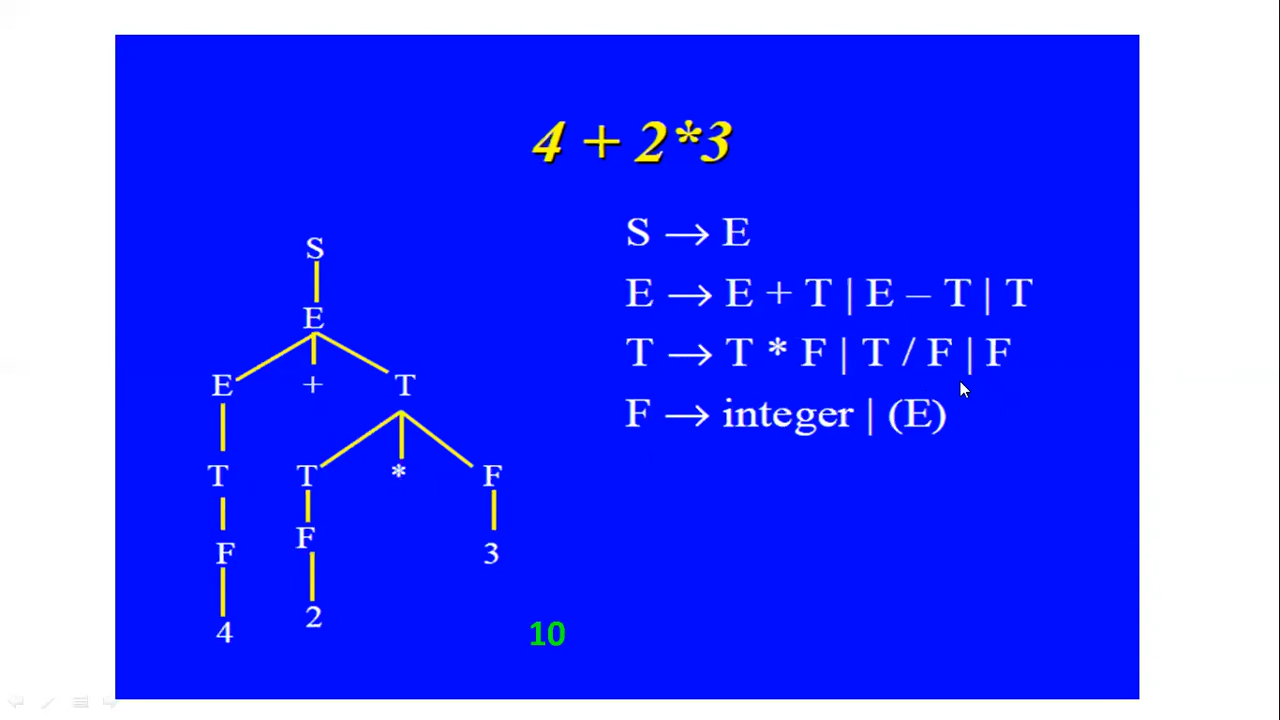 4 + 2*3
S → E
E → E + T | E – T | T
T → T * F | T / F | F
F → integer | (E)
S
E
E + T
T * F
T F
F 3
4 2
10